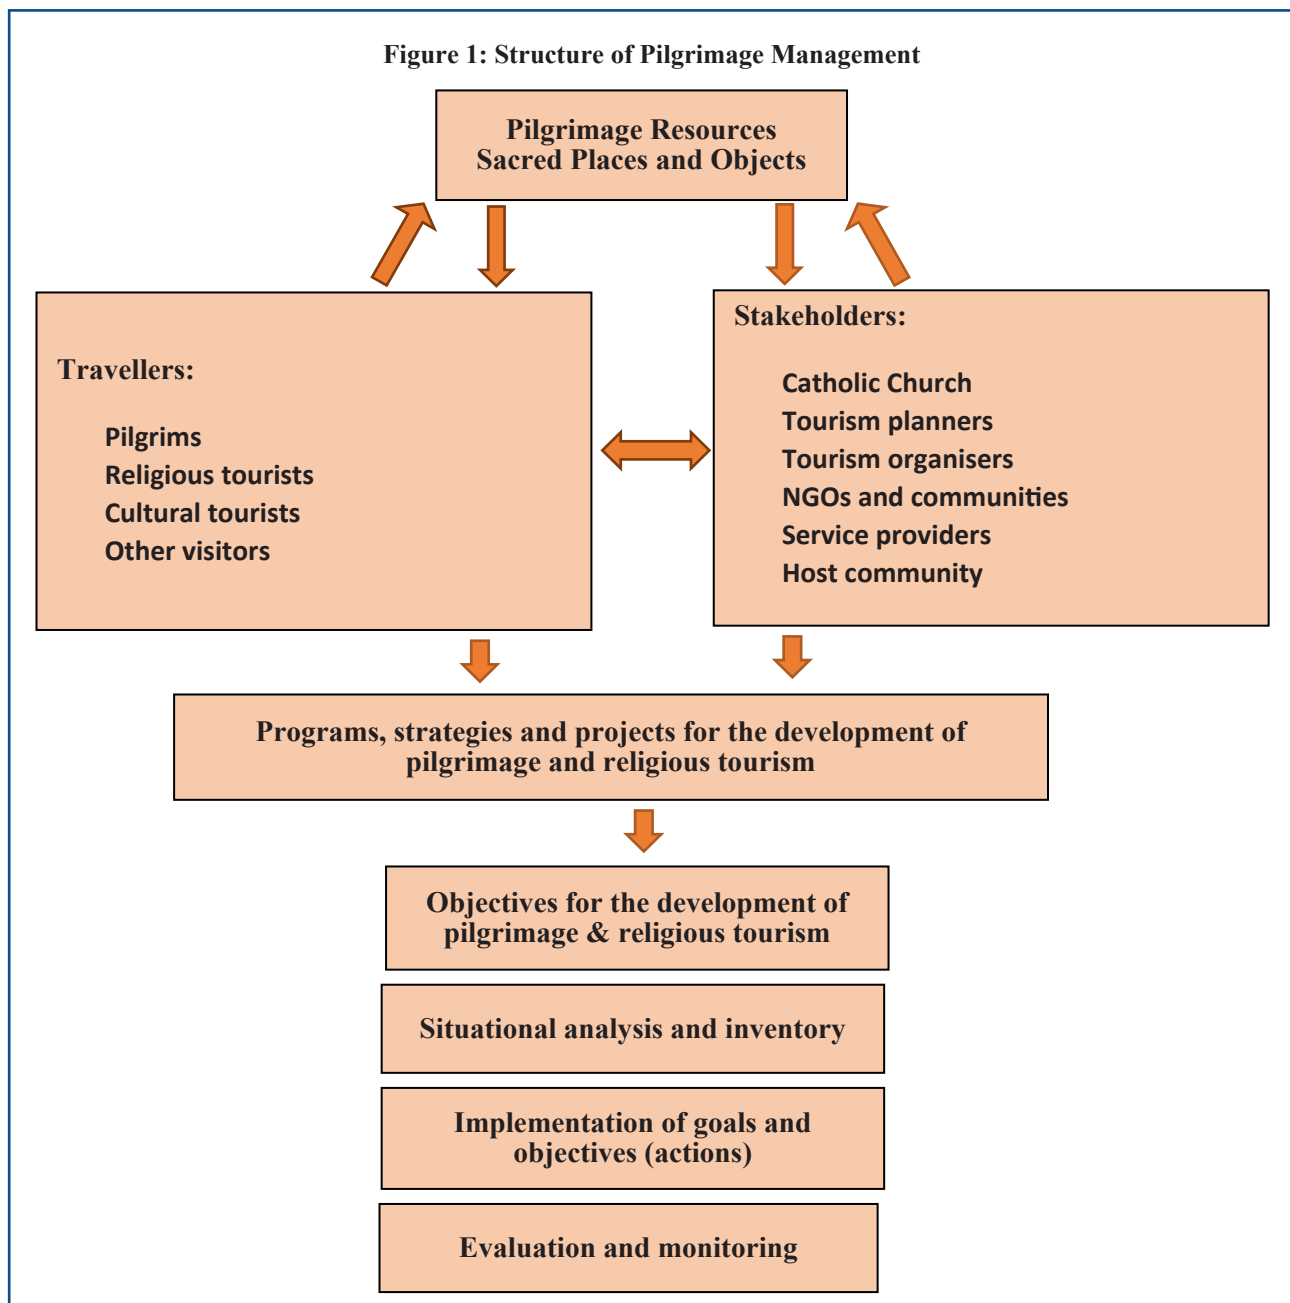 Figure 1: Structure of Pilgrimage Management
Pilgrimage Resources
Sacred Places and Objects
Travellers:
Pilgrims
Religious tourists
Cultural tourists
Other visitors
Stakeholders:
Catholic Church
Tourism planners
Tourism organisers
NGOs and communities
Service providers
Host community
Programs, strategies and projects for the development of
pilgrimage and religious tourism
Objectives for the development of
pilgrimage & religious tourism
Situational analysis and inventory
Implementation of goals and
objectives (actions)
Evaluation and monitoring